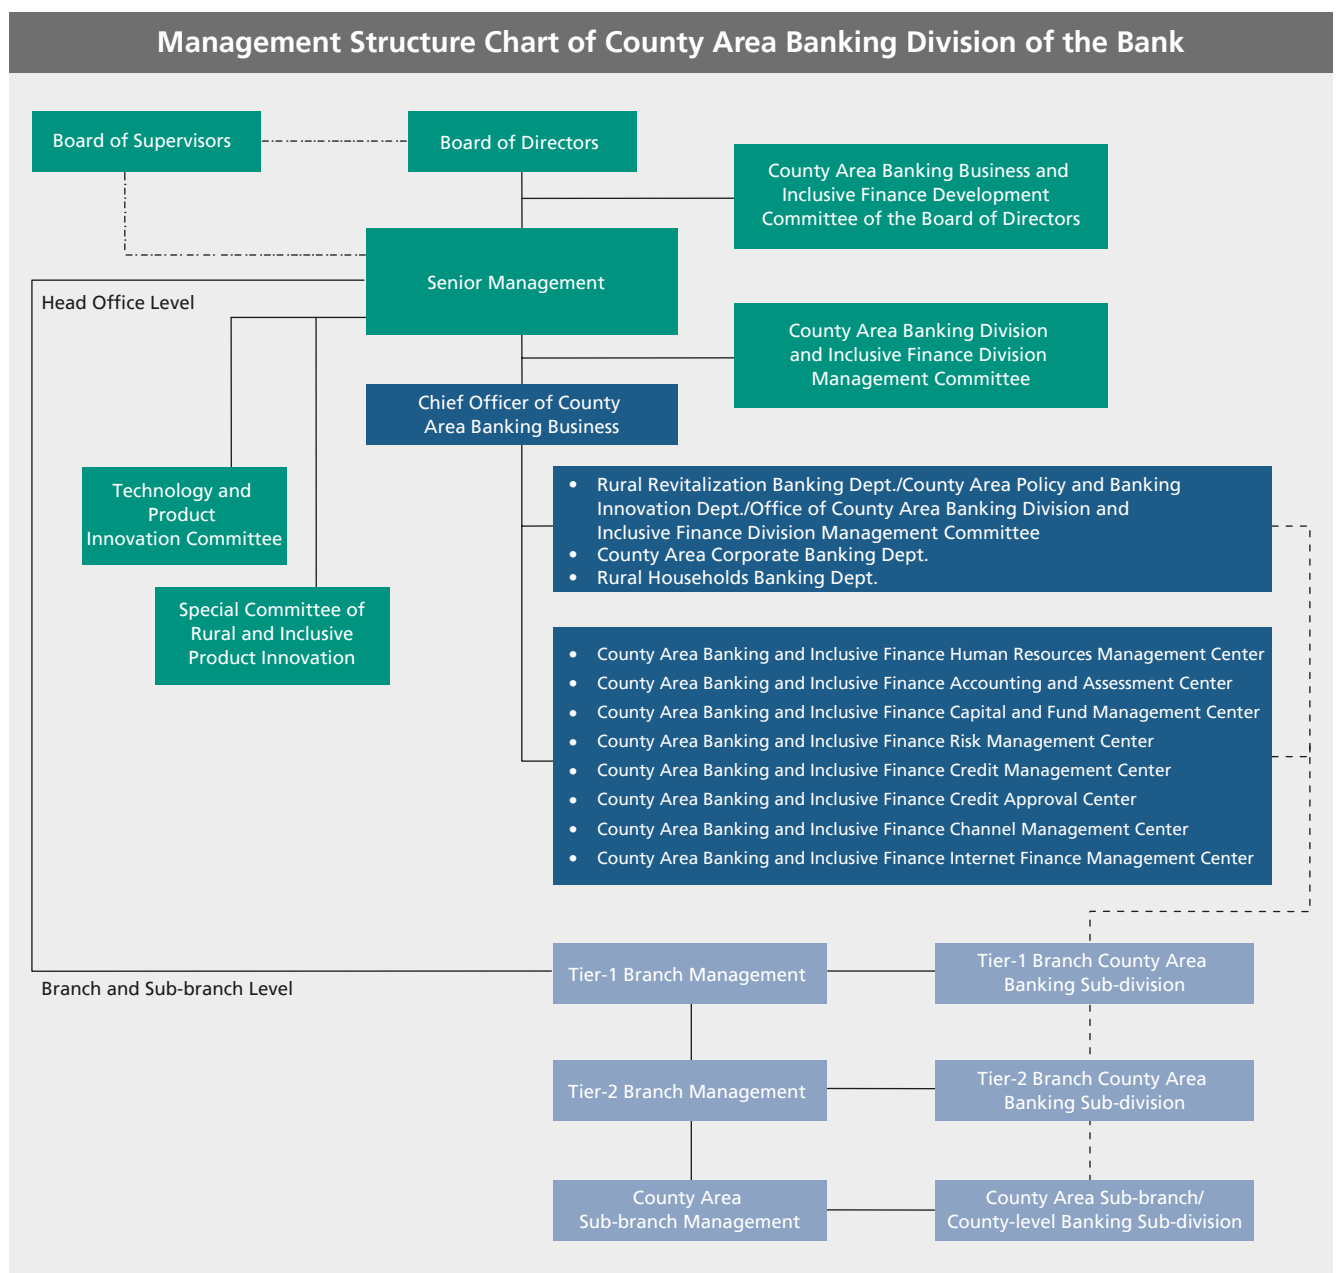 Management Structure Chart of County Area Banking Division of the Bank
Board of Supervisors
Board of Directors
County Area Banking Business and
Inclusive Finance Development
Committee of the Board of Directors
Senior Management
Head Office Level
County Area Banking Division
and Inclusive Finance Division
Management Committee
Chief Officer of County
Area Banking Business
Technology and
Product
Innovation Committee
• Rural Revitalization Banking Dept./County Area Policy and Banking
Innovation Dept./Office of County Area Banking Division and
Inclusive Finance Division Management Committee
• County Area Corporate Banking Dept.
• Rural Households Banking Dept.
Special Committee of
Rural and Inclusive
Product Innovation
• County Area Banking and Inclusive Finance Human Resources Management Center
• County Area Banking and Inclusive Finance Accounting and Assessment Center
• County Area Banking and Inclusive Finance Capital and Fund Management Center
• County Area Banking and Inclusive Finance Risk Management Center
• County Area Banking and Inclusive Finance Credit Management Center
• County Area Banking and Inclusive Finance Credit Approval Center
• County Area Banking and Inclusive Finance Channel Management Center
• County Area Banking and Inclusive Finance Internet Finance Management Center
Tier-1 Branch Management
Tier-1 Branch County Area
Banking Sub-division
Branch and Sub-branch Level
Tier-2 Branch Management
Tier-2 Branch County Area
Banking Sub-division
County Area
Sub-branch Management
County Area Sub-branch/
County-level Banking Sub-division